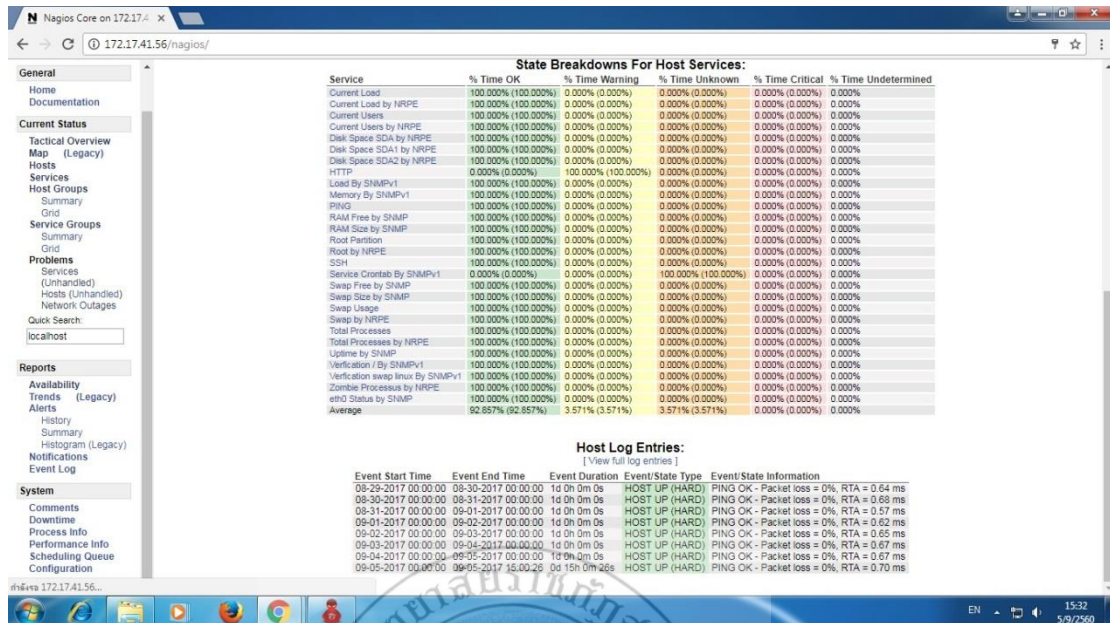 Nagios Core on 172.17.4
172.17.41.56/nagios/
General
Home
Documentation
Current Status
Tactical Overview
Map (Legacy)
Hosts
Services
Host Groups
Summary
Grid
Service Groups
Summary
Grid
Problems
Services
(Unhandled)
Hosts (Unhandled)
Network Outages
Quick Search:
localhost
Reports
Availability
Trends (Legacy)
Alerts
History
Summary
Histogram (Legacy)
Notifications
Event Log
System
Comments
Downtime
Process Info
Performance Info
Scheduling Queue
Configuration
State Breakdowns For Host Services:
Service % Time OK % Time Warning % Time Unknown % Time Critical % Time Undetermined
Current Load 100.000% (100.000%) 0.000% (0.000%) 0.000% (0.000%) 0.000% (0.000%) 0.000%
Current Load by NRPE 100.000% (100.000%) 0.000% (0.000%) 0.000% (0.000%) 0.000% (0.000%) 0.000%
Current Users 100.000% (100.000%) 0.000% (0.000%) 0.000% (0.000%) 0.000% (0.000%) 0.000%
Current Users by NRPE 100.000% (100.000%) 0.000% (0.000%) 0.000% (0.000%) 0.000% (0.000%) 0.000%
Disk Space SDA by NRPE 100.000% (100.000%) 0.000% (0.000%) 0.000% (0.000%) 0.000% (0.000%) 0.000%
Disk Space SDA1 by NRPE 100.000% (100.000%) 0.000% (0.000%) 0.000% (0.000%) 0.000% (0.000%) 0.000%
Disk Space SDA2 by NRPE 100.000% (100.000%) 0.000% (0.000%) 0.000% (0.000%) 0.000% (0.000%) 0.000%
HTTP 0.000% (0.000%) 100.000% (100.000%) 0.000% (0.000%) 0.000% (0.000%) 0.000%
Load By SNMPv1 100.000% (100.000%) 0.000% (0.000%) 0.000% (0.000%) 0.000% (0.000%) 0.000%
Memory By SNMPv1 100.000% (100.000%) 0.000% (0.000%) 0.000% (0.000%) 0.000% (0.000%) 0.000%
PING 100.000% (100.000%) 0.000% (0.000%) 0.000% (0.000%) 0.000% (0.000%) 0.000%
RAM Free by SNMP 100.000% (100.000%) 0.000% (0.000%) 0.000% (0.000%) 0.000% (0.000%) 0.000%
RAM Size by SNMP 100.000% (100.000%) 0.000% (0.000%) 0.000% (0.000%) 0.000% (0.000%) 0.000%
Root Partition 100.000% (100.000%) 0.000% (0.000%) 0.000% (0.000%) 0.000% (0.000%) 0.000%
Root by NRPE 100.000% (100.000%) 0.000% (0.000%) 0.000% (0.000%) 0.000% (0.000%) 0.000%
SSH 100.000% (100.000%) 0.000% (0.000%) 0.000% (0.000%) 0.000% (0.000%) 0.000%
Service Crontab By SNMPv1 0.000% (0.000%) 0.000% (0.000%) 100.000% (100.000%) 0.000% (0.000%) 0.000%
Swap Free by SNMP 100.000% (100.000%) 0.000% (0.000%) 0.000% (0.000%) 0.000% (0.000%) 0.000%
Swap Size by SNMP 100.000% (100.000%) 0.000% (0.000%) 0.000% (0.000%) 0.000% (0.000%) 0.000%
Swap Usage 100.000% (100.000%) 0.000% (0.000%) 0.000% (0.000%) 0.000% (0.000%) 0.000%
Swap by NRPE 100.000% (100.000%) 0.000% (0.000%) 0.000% (0.000%) 0.000% (0.000%) 0.000%
Total Processes 100.000% (100.000%) 0.000% (0.000%) 0.000% (0.000%) 0.000% (0.000%) 0.000%
Total Processes by NRPE 100.000% (100.000%) 0.000% (0.000%) 0.000% (0.000%) 0.000% (0.000%) 0.000%
Uptime by SNMP 100.000% (100.000%) 0.000% (0.000%) 0.000% (0.000%) 0.000% (0.000%) 0.000%
Verfication / By SNMPv1 100.000% (100.000%) 0.000% (0.000%) 0.000% (0.000%) 0.000% (0.000%) 0.000%
Verfication swap linux By SNMPv1 100.000% (100.000%) 0.000% (0.000%) 0.000% (0.000%) 0.000% (0.000%) 0.000%
Zombie Processus by NRPE 100.000% (100.000%) 0.000% (0.000%) 0.000% (0.000%) 0.000% (0.000%) 0.000%
eth0 Status by SNMP 100.000% (100.000%) 0.000% (0.000%) 0.000% (0.000%) 0.000% (0.000%) 0.000%
Average 92.857% (92.857%) 3.571% (3.571%) 3.571% (3.571%) 0.000% (0.000%) 0.000%
Host Log Entries:
[ View full log entries ]
Event Start Time Event End Time Event Duration Event/State Type Event/State Information
08-29-2017 00:00:00 08-30-2017 00:00:00 1d 0h 0m 0s HOST UP (HARD) PING OK - Packet loss = 0%, RTA = 0.64 ms
08-30-2017 00:00:00 08-31-2017 00:00:00 1d 0h 0m 0s HOST UP (HARD) PING OK - Packet loss = 0%, RTA = 0.68 ms
08-31-2017 00:00:00 09-01-2017 00:00:00 1d 0h 0m 0s HOST UP (HARD) PING OK - Packet loss = 0%, RTA = 0.57 ms
09-01-2017 00:00:00 09-02-2017 00:00:00 1d 0h 0m 0s HOST UP (HARD) PING OK - Packet loss = 0%, RTA = 0.62 ms
09-02-2017 00:00:00 09-03-2017 00:00:00 1d 0h 0m 0s HOST UP (HARD) PING OK - Packet loss = 0%, RTA = 0.65 ms
09-03-2017 00:00:00 09-04-2017 00:00:00 1d 0h 0m 0s HOST UP (HARD) PING OK - Packet loss = 0%, RTA = 0.67 ms
09-04-2017 00:00:00 09-05-2017 00:00:00 1d 0h 0m 0s HOST UP (HARD) PING OK - Packet loss = 0%, RTA = 0.67 ms
09-05-2017 00:00:00 09-05-2017 15:00:26 0d 15h 0m 26s HOST UP (HARD) PING OK - Packet loss = 0%, RTA = 0.70 ms
กำลังรอ 172.17.41.56...
EN
15:32
5/9/2560